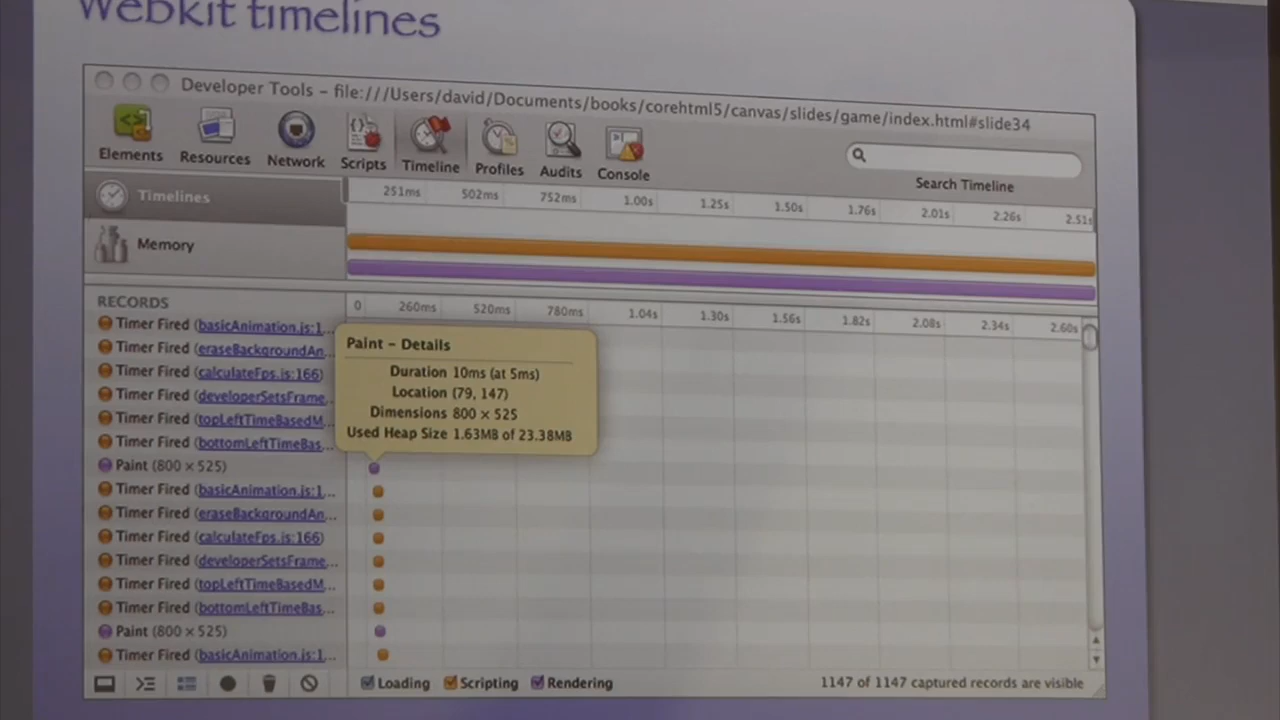 Webkit timelines
Developer Tools – file:///Users/david/Documents/books/corehtml5/canvas/slides/game/index.html#slide34
Elements Resources Network Scripts Timeline Profiles Audits Console
Search Timeline
Timelines
251ms 502ms 752ms 1.00s 1.25s 1.50s 1.76s 2.01s 2.26s 2.51s
Memory
RECORDS
0 260ms 520ms 780ms 1.04s 1.30s 1.56s 1.82s 2.08s 2.34s 2.60s
Timer Fired (basicAnimation.js:1...
Timer Fired (eraseBackgroundAn...
Timer Fired (calculateFps.js:166)
Timer Fired (developerSetsFrame...
Timer Fired (topLeftTimeBasedM...
Timer Fired (bottomLeftTimeBas...
Paint (800 × 525)
Timer Fired (basicAnimation.js:1...
Timer Fired (eraseBackgroundAn...
Timer Fired (calculateFps.js:166)
Timer Fired (developerSetsFrame...
Timer Fired (topLeftTimeBasedM...
Timer Fired (bottomLeftTimeBas...
Paint (800 × 525)
Timer Fired (basicAnimation.js:1...
Paint – Details
Duration 10ms (at 5ms)
Location (79, 147)
Dimensions 800 × 525
Used Heap Size 1.63MB of 23.38MB
Loading Scripting Rendering
1147 of 1147 captured records are visible